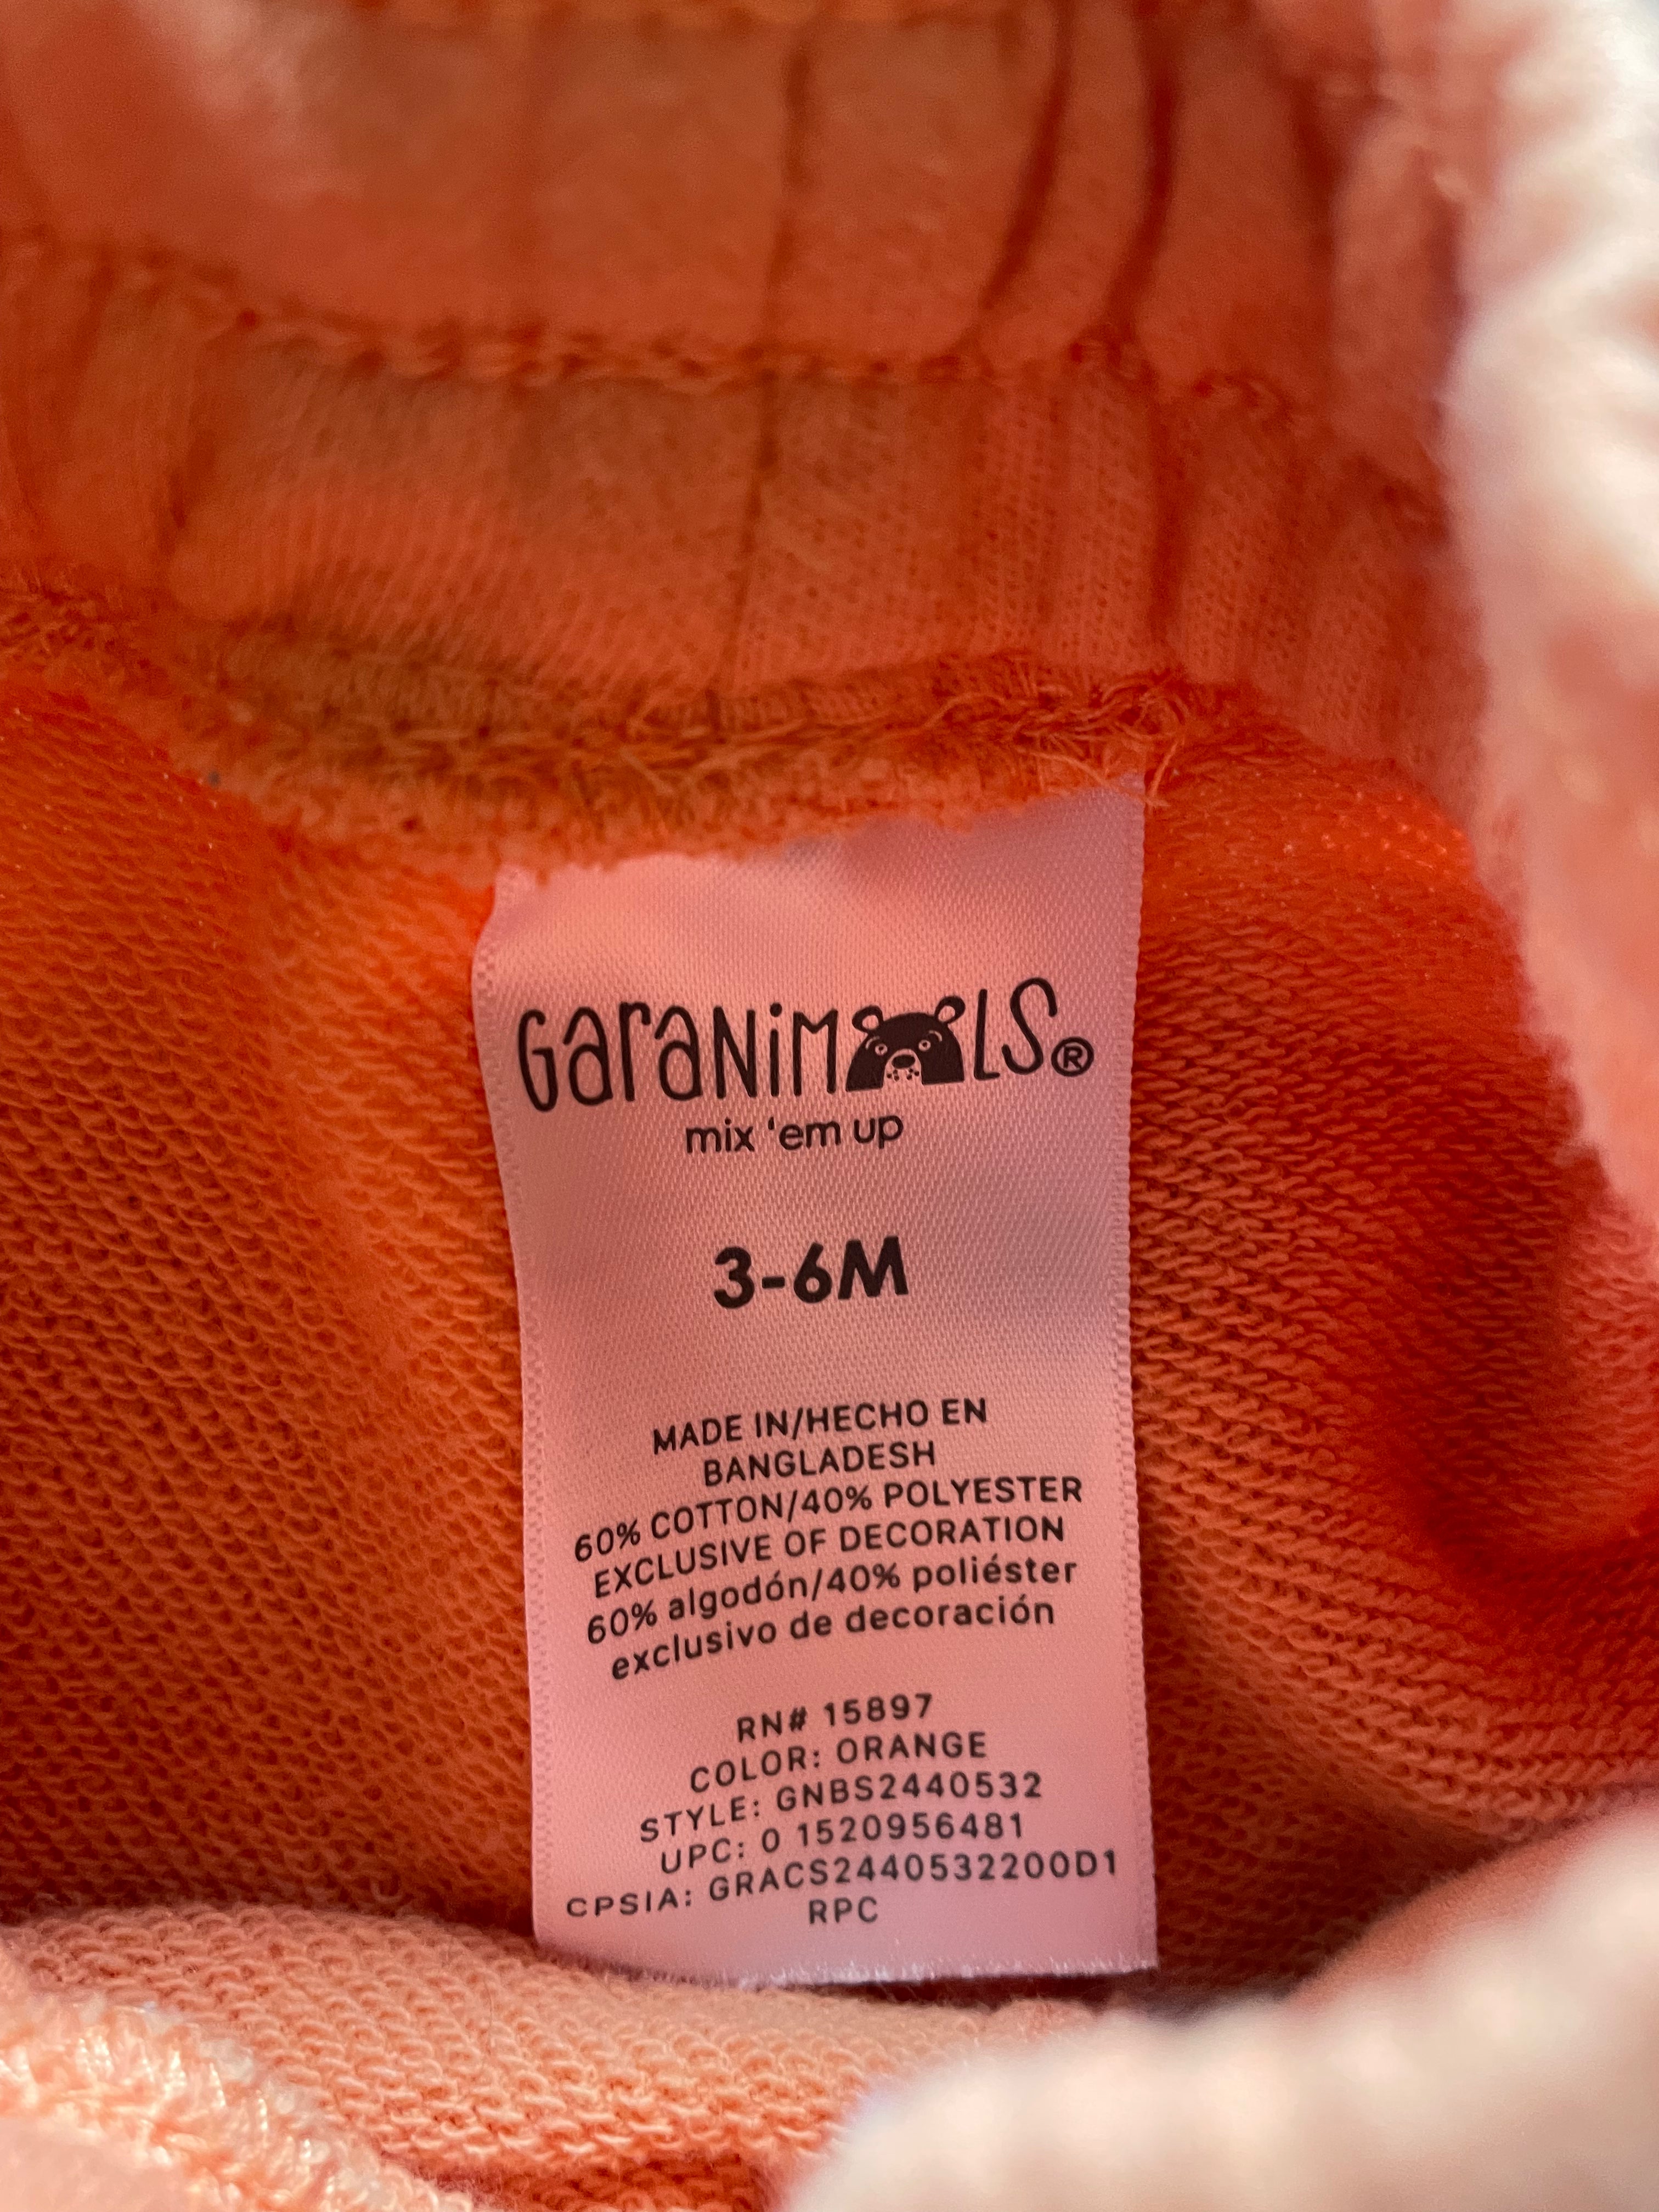 GaraNiMALS®
mix 'em up
3-6M
MADE IN/HECHO EN
BANGLADESH
60% COTTON/40% POLYESTER
EXCLUSIVE OF DECORATION
60% algodón/40% poliéster
exclusivo de decoración
RN# 15897
COLOR: ORANGE
STYLE: GNBS2440532
UPC: 0 1520956481
CPSIA: GRACS2440532200D1
RPC